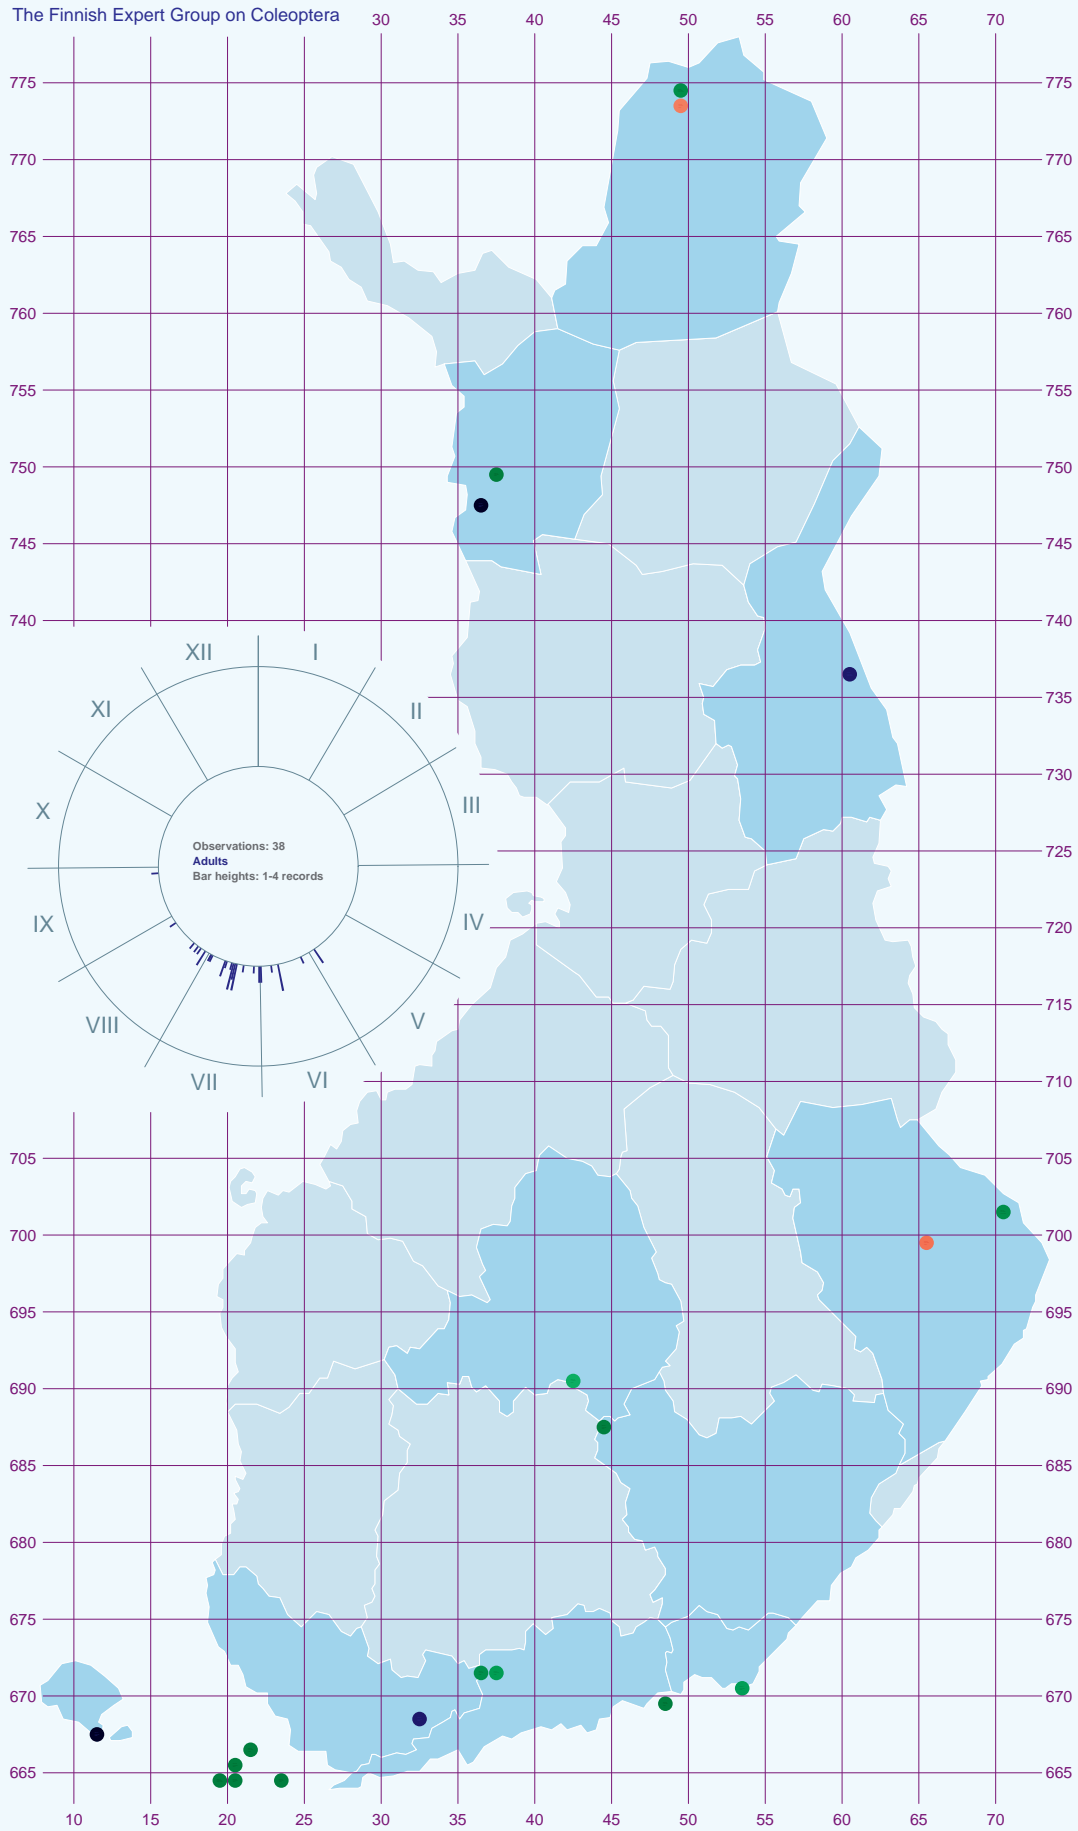 The Finnish Expert Group on Coleoptera
30 35 40 45 50 55 60 65 70
775 775
770 770
765 765
760 760
755 755
750 750
745 745
740 740
XII I
XI II
735
730
X III
Observations: 38
Adults
Bar heights: 1-4 records
725
IX IV
720
VIII V
715
VII VI
710
705 705
700 700
695 695
690 690
685 685
680 680
675 675
670 670
665 665
10 15 20 25 30 35 40 45 50 55 60 65 70